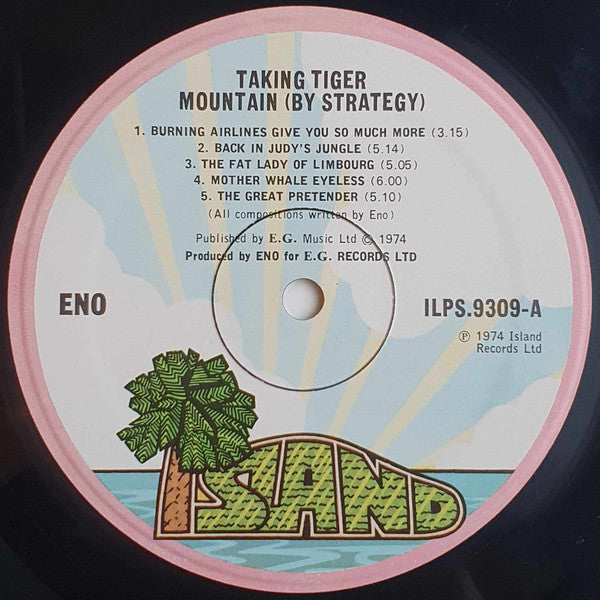 TAKING TIGER
MOUNTAIN (BY STRATEGY)
1. BURNING AIRLINES GIVE YOU SO MUCH MORE (3.15)
2. BACK IN JUDY'S JUNGLE (5.14)
3. THE FAT LADY OF LIMBOURG (5.05)
4. MOTHER WHALE EYELESS (6.00)
5. THE GREAT PRETENDER (5.10)
(All compositions written by Eno)
Published by E.G. Music Ltd © 1974
Produced by ENO for E.G. RECORDS LTD
ENO
ILPS.9309-A
℗ 1974 Island
Records Ltd
ISLAND